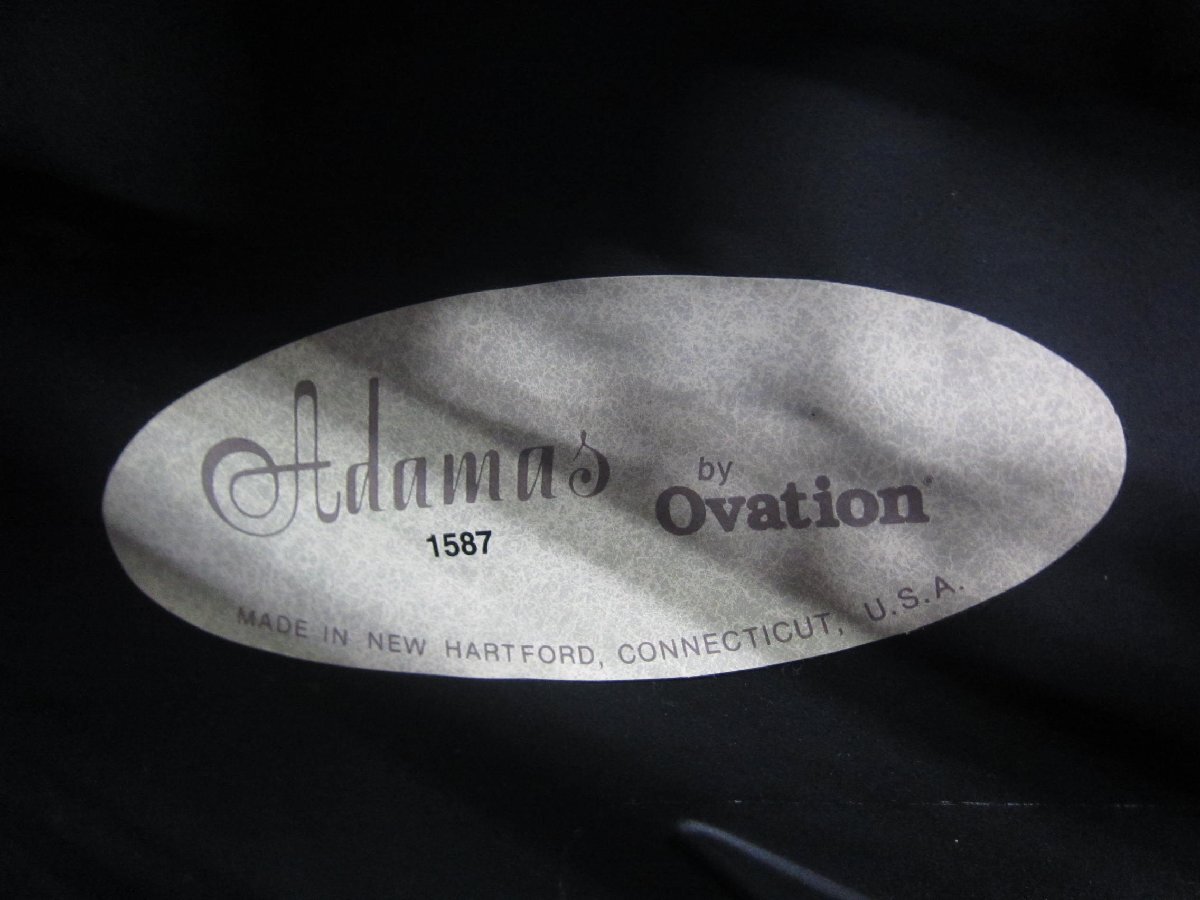 Adamas
by
Ovation®
1587
MADE IN NEW HARTFORD, CONNECTICUT, U.S.A.